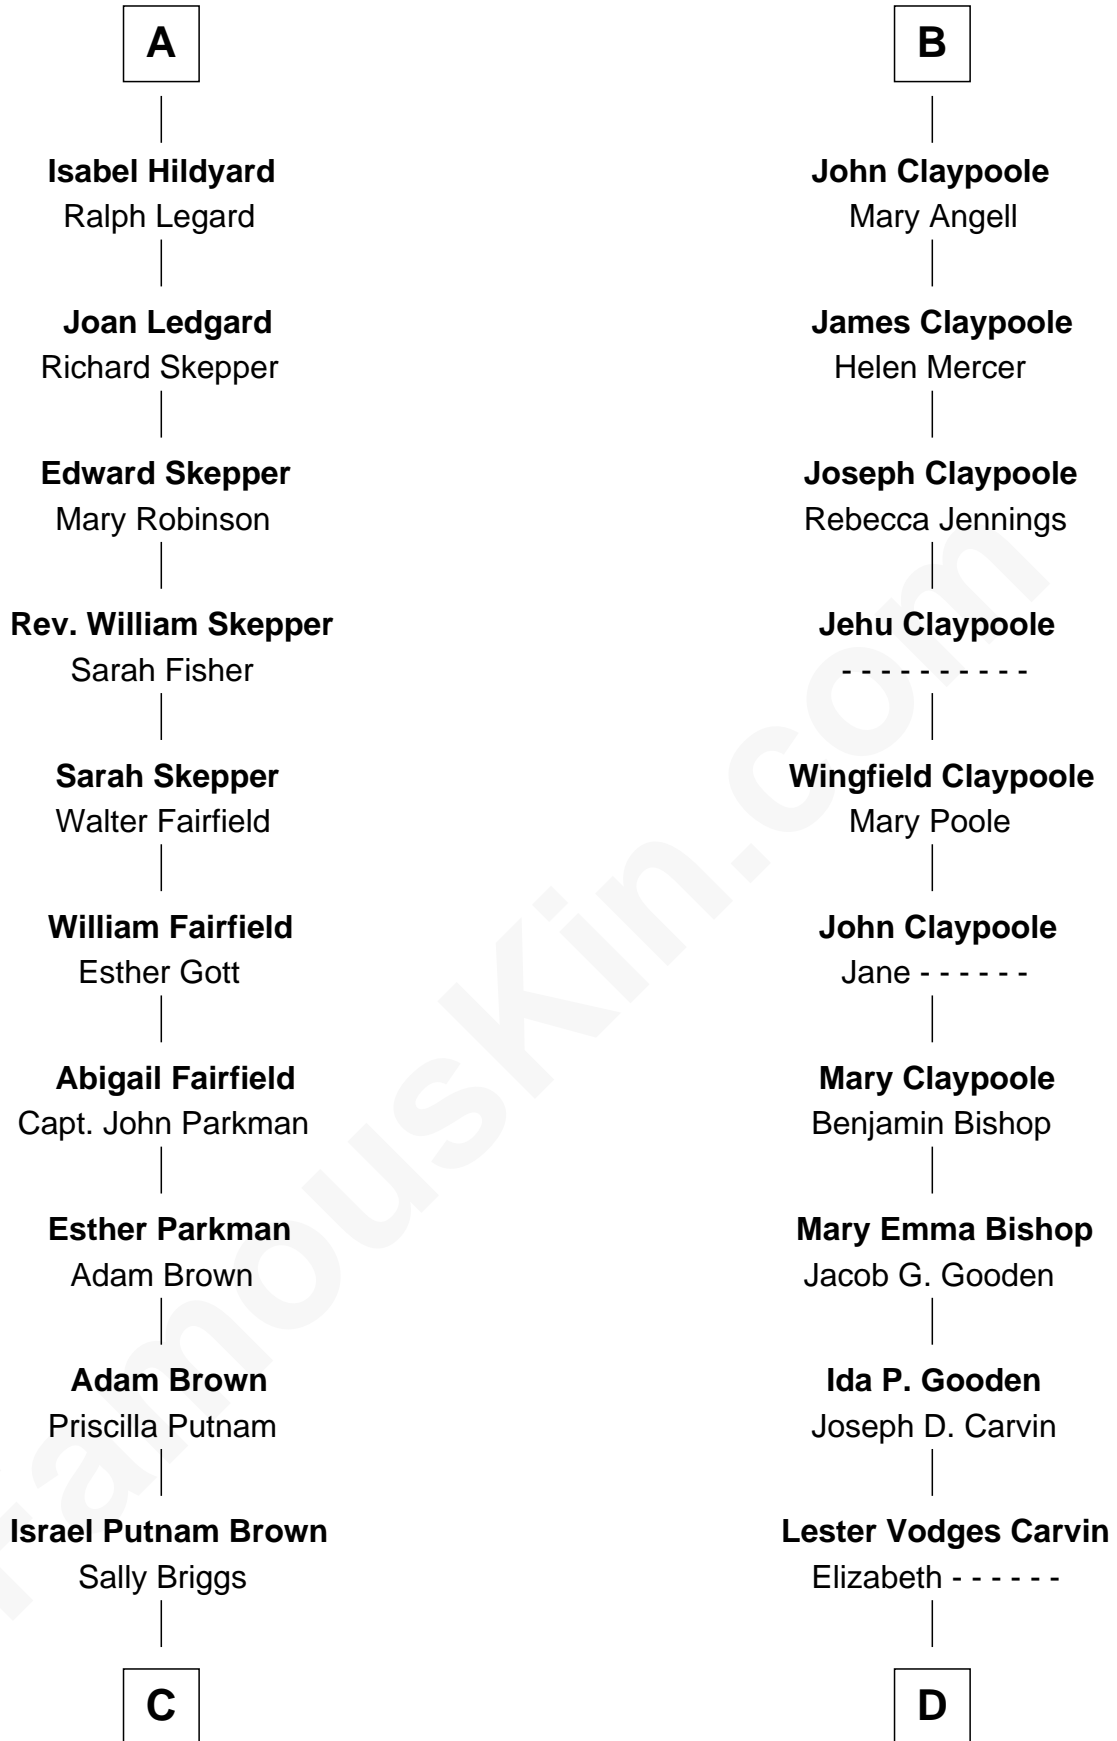 A
Isabel Hildyard
Ralph Legard
Joan Ledgard
Richard Skepper
Edward Skepper
Mary Robinson
Rev. William Skepper
Sarah Fisher
Sarah Skepper
Walter Fairfield
William Fairfield
Esther Gott
Abigail Fairfield
Capt. John Parkman
Esther Parkman
Adam Brown
Adam Brown
Priscilla Putnam
Israel Putnam Brown
Sally Briggs
C
B
John Claypoole
Mary Angell
James Claypoole
Helen Mercer
Joseph Claypoole
Rebecca Jennings
Jehu Claypoole
- - - - - - - - - -
Wingfield Claypoole
Mary Poole
John Claypoole
Jane - - - - - -
Mary Claypoole
Benjamin Bishop
Mary Emma Bishop
Jacob G. Gooden
Ida P. Gooden
Joseph D. Carvin
Lester Vodges Carvin
Elizabeth - - - - - -
D
FamousKin.com